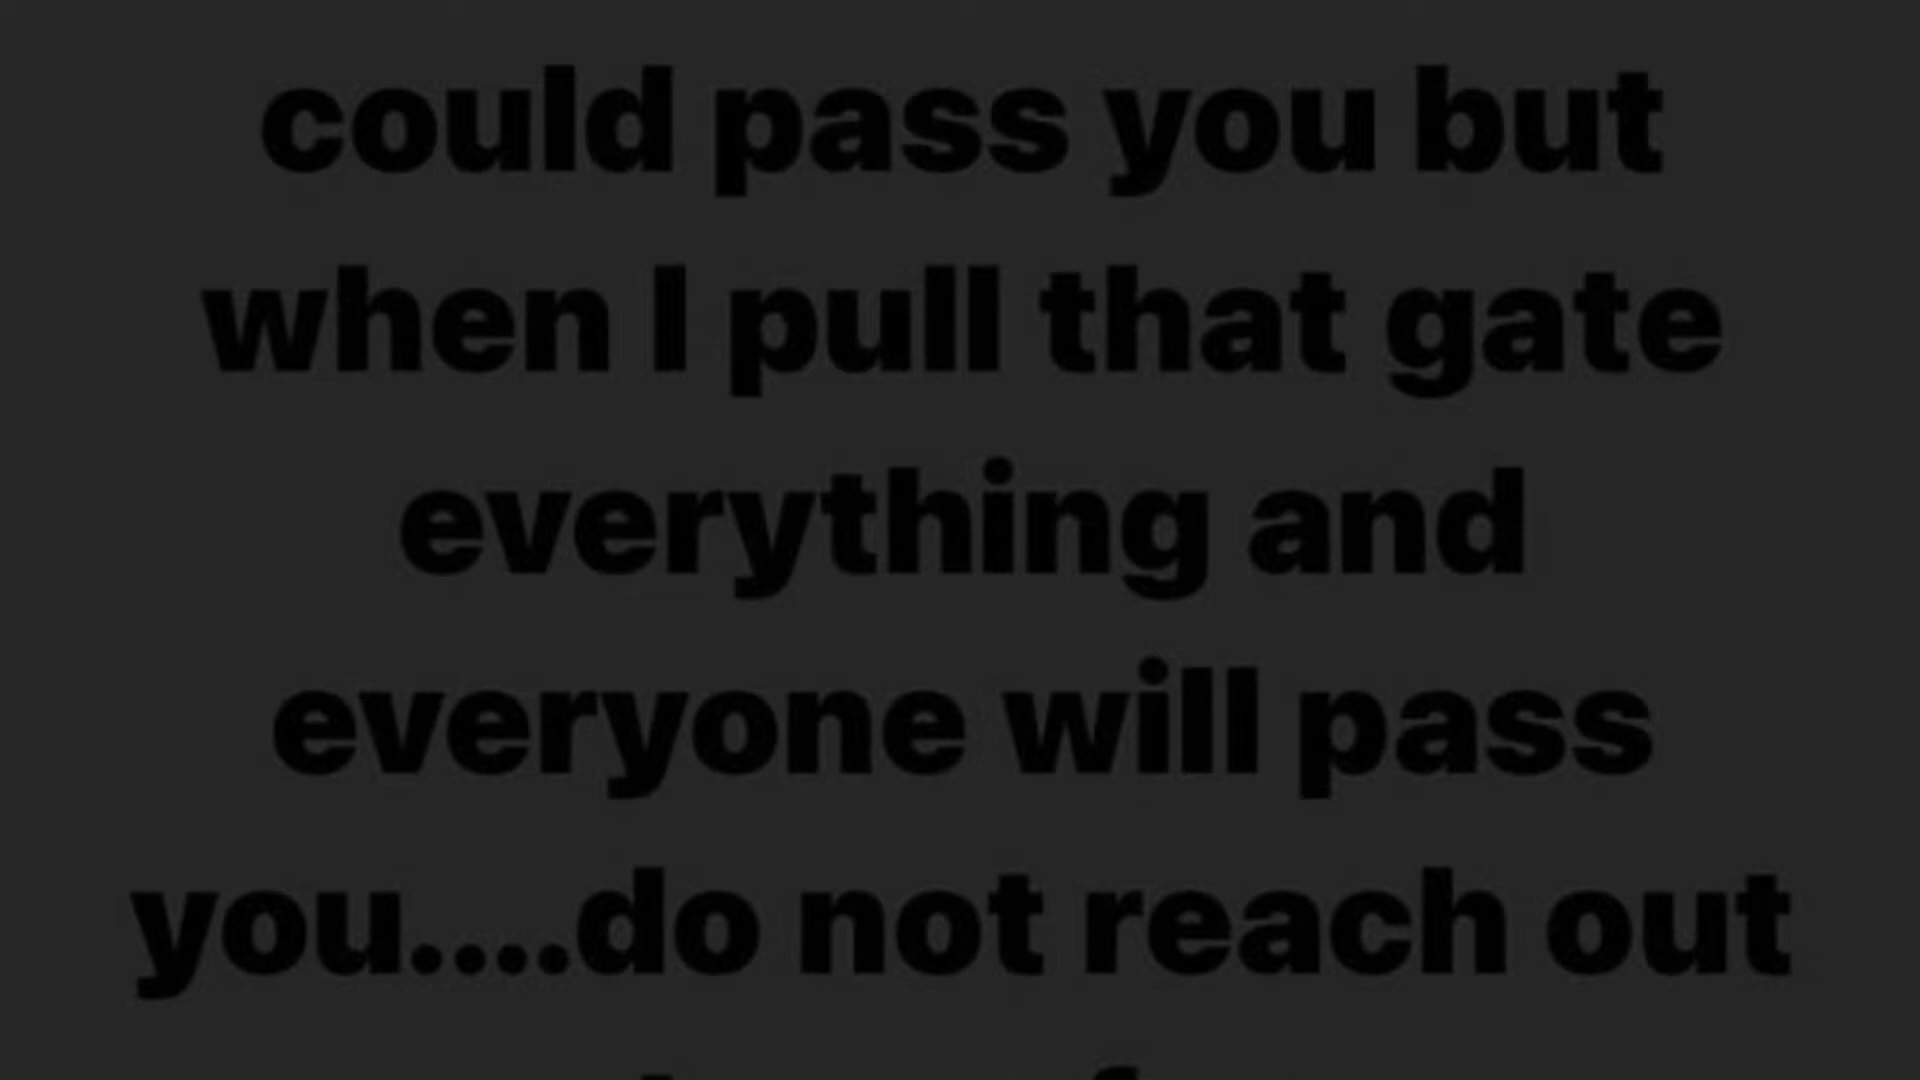 could pass you but
when I pull that gate
everything and
everyone will pass
you....do not reach out